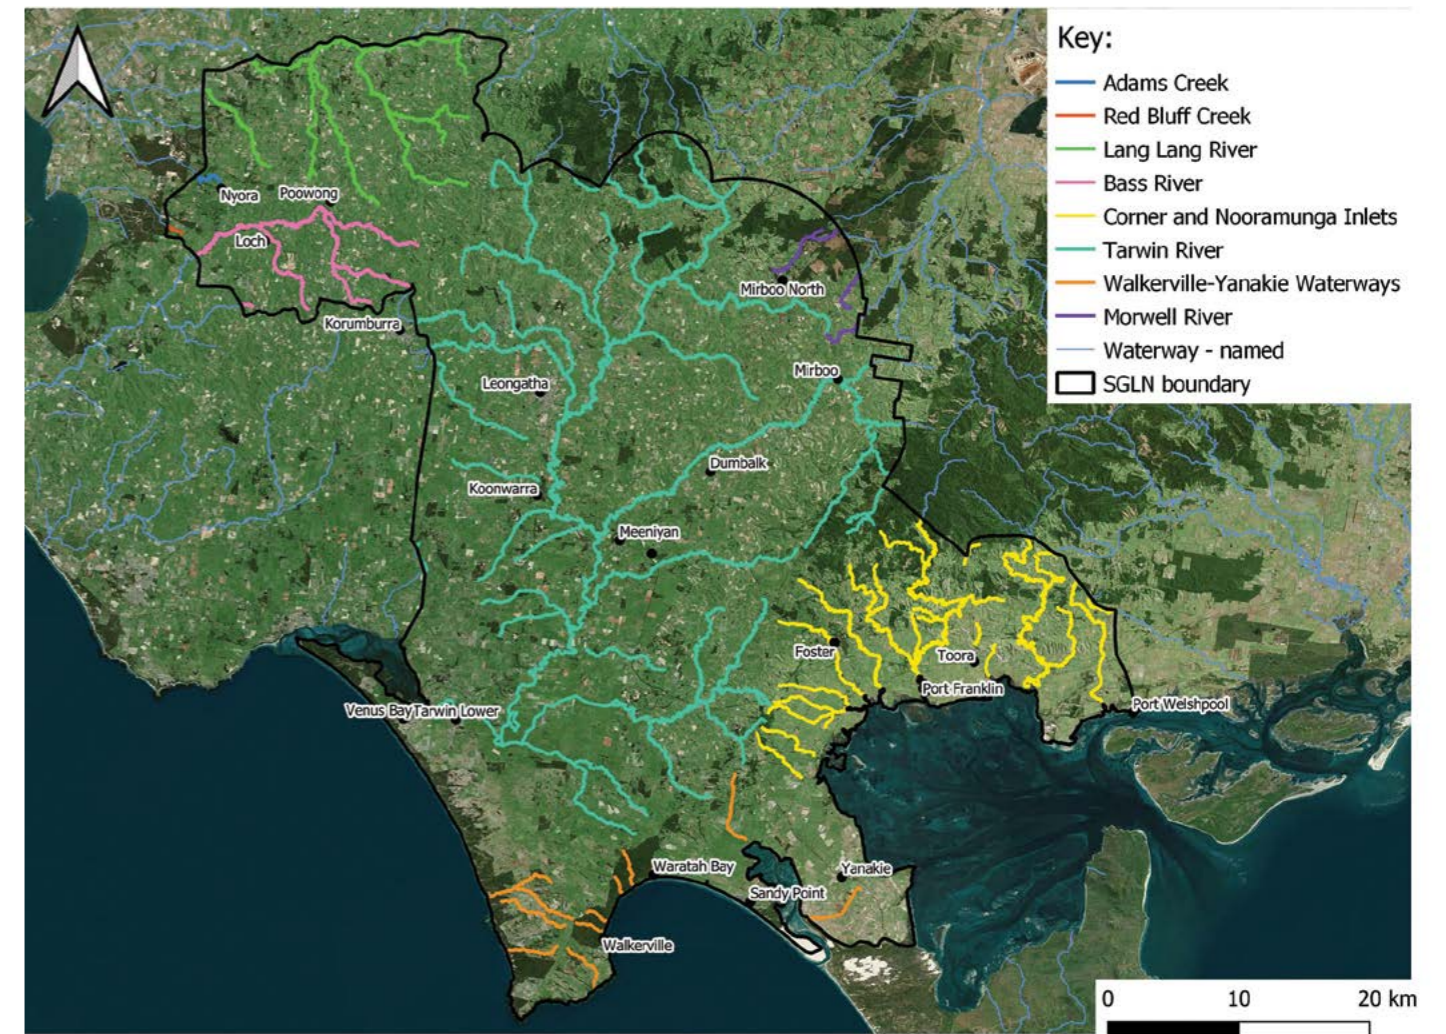 Key:
Adams Creek
Red Bluff Creek
Lang Lang River
Bass River
Corner and Nooramunga Inlets
Tarwin River
Walkerville-Yanakie Waterways
Morwell River
Waterway - named
SGLN boundary
Nyora
Poowong
Loch
Mirboo North
Korumburra
Mirboo
Leongatha
Dumbalk
Koonwarra
Meeniyan
Foster
Toora
Port Franklin
Port Welshpool
Venus Bay
Tarwin Lower
Waratah Bay
Yanakie
Sandy Point
Walkerville
0 10 20 km